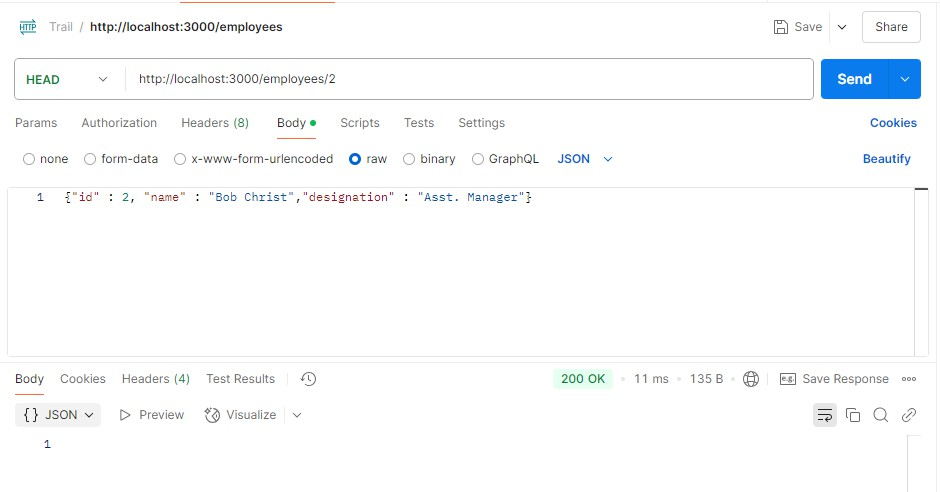 HTTP Trail / http://localhost:3000/employees Save Share
HEAD http://localhost:3000/employees/2 Send
Params Authorization Headers (8) Body Scripts Tests Settings Cookies
none form-data x-www-form-urlencoded raw binary GraphQL JSON Beautify
1 {"id" : 2, "name" : "Bob Christ","designation" : "Asst. Manager"}
Body Cookies Headers (4) Test Results 200 OK • 11 ms • 135 B • e.g. Save Response
{} JSON Preview Visualize
1